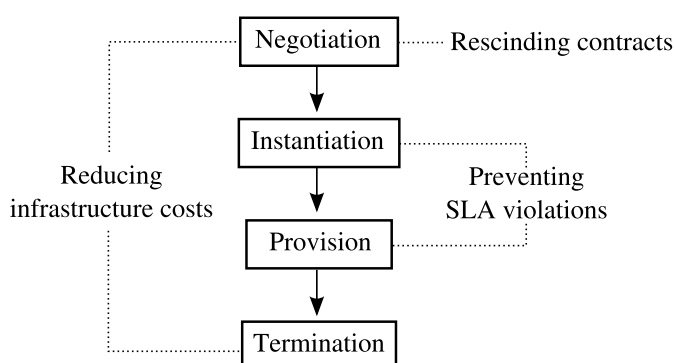 Negotiation
Rescinding contracts
Instantiation
Reducing
infrastructure costs
Preventing
SLA violations
Provision
Termination